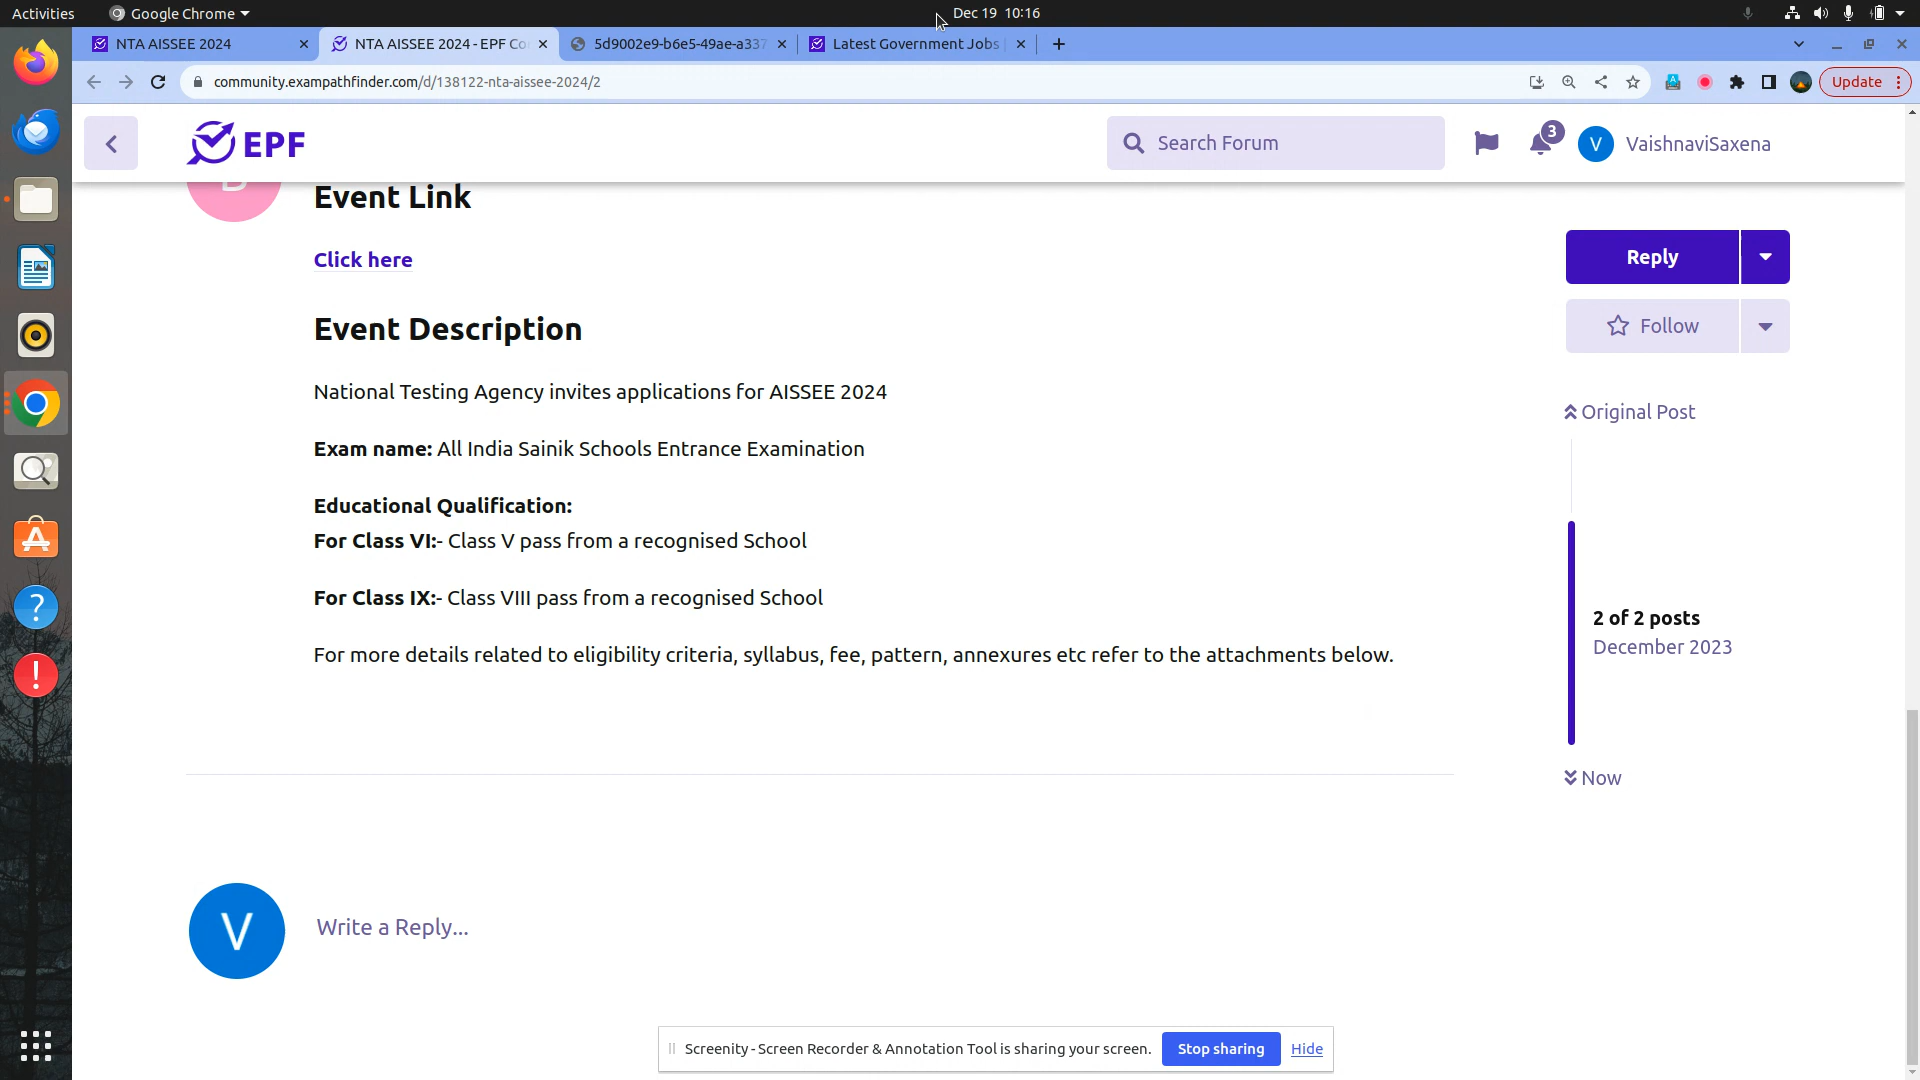 Activities
Google Chrome
Dec 19 10:16
NTA AISSEE 2024
NTA AISSEE 2024 - EPF Co
5d9002e9-b6e5-49ae-a337
Latest Government Jobs
community.exampathfinder.com/d/138122-nta-aissee-2024/2
Update
EPF
Search Forum
3
V
VaishnaviSaxena
Event Link
Click here
Reply
Event Description
Follow
National Testing Agency invites applications for AISSEE 2024
Original Post
Exam name: All India Sainik Schools Entrance Examination
Educational Qualification:
For Class VI:- Class V pass from a recognised School
For Class IX:- Class VIII pass from a recognised School
2 of 2 posts
December 2023
For more details related to eligibility criteria, syllabus, fee, pattern, annexures etc refer to the attachments below.
Now
V
Write a Reply...
Screenity - Screen Recorder & Annotation Tool is sharing your screen.
Stop sharing
Hide